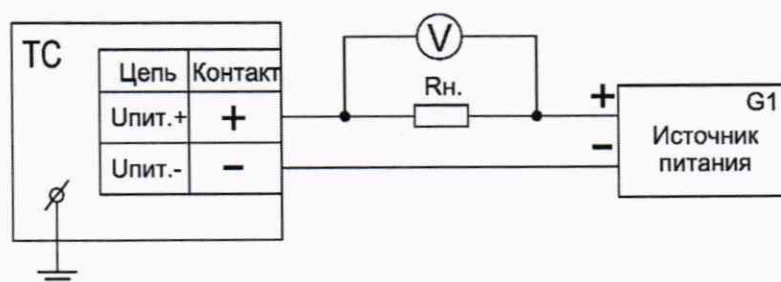 ТС
Цепь Контакт
Uпит.+ +
Uпит.- -
V
Rн.
+
-
G1
Источник
питания